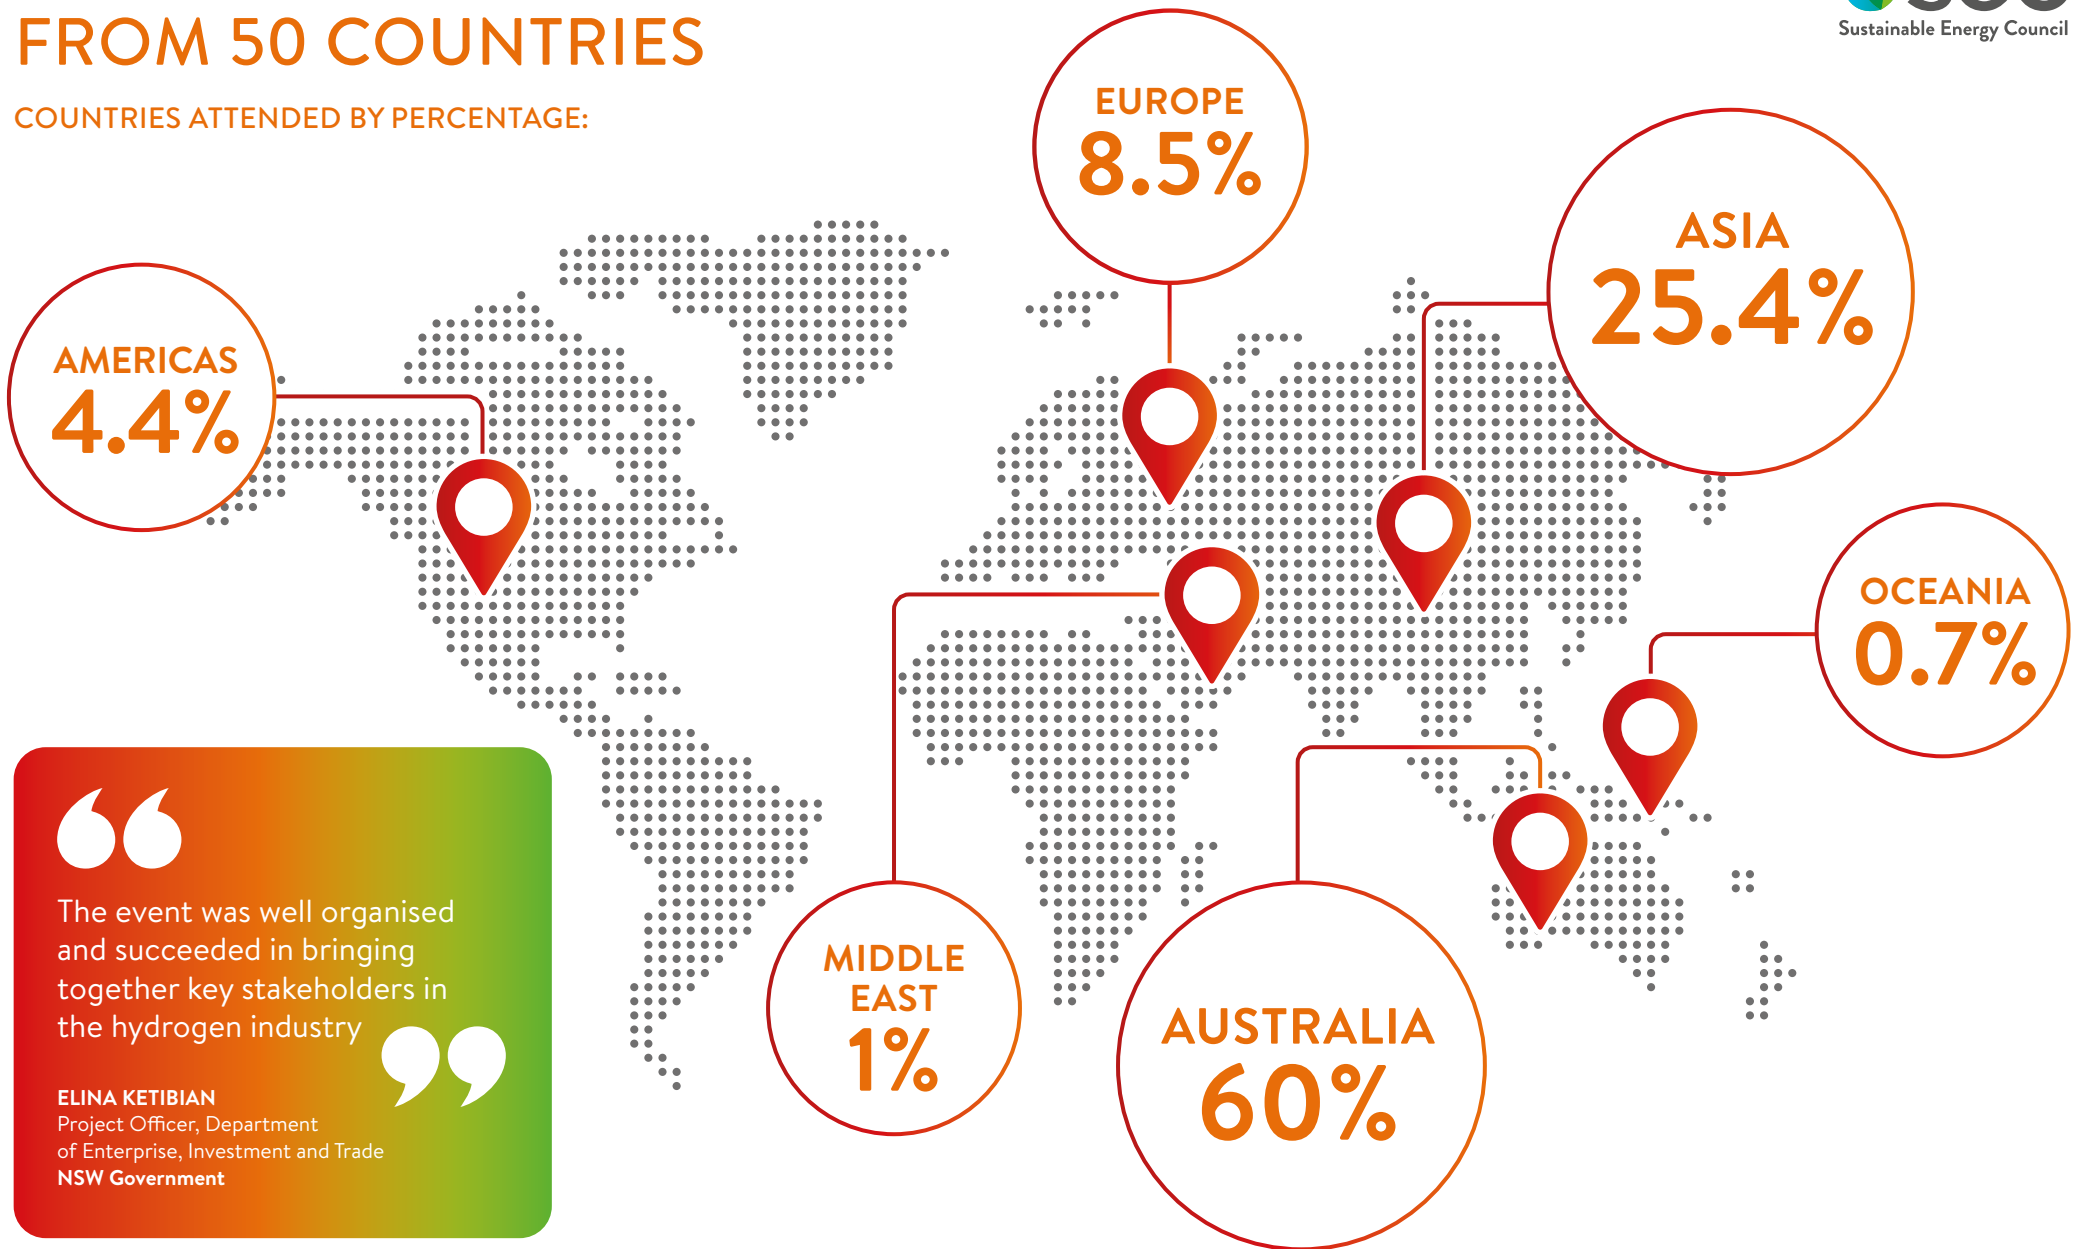 FROM 50 COUNTRIES
COUNTRIES ATTENDED BY PERCENTAGE:
Sustainable Energy Council
EUROPE
8.5%
ASIA
25.4%
AMERICAS
4.4%
OCEANIA
0.7%
MIDDLE
EAST
1%
AUSTRALIA
60%
The event was well organised
and succeeded in bringing
together key stakeholders in
the hydrogen industry
ELINA KETIBIAN
Project Officer, Department
of Enterprise, Investment and Trade
NSW Government